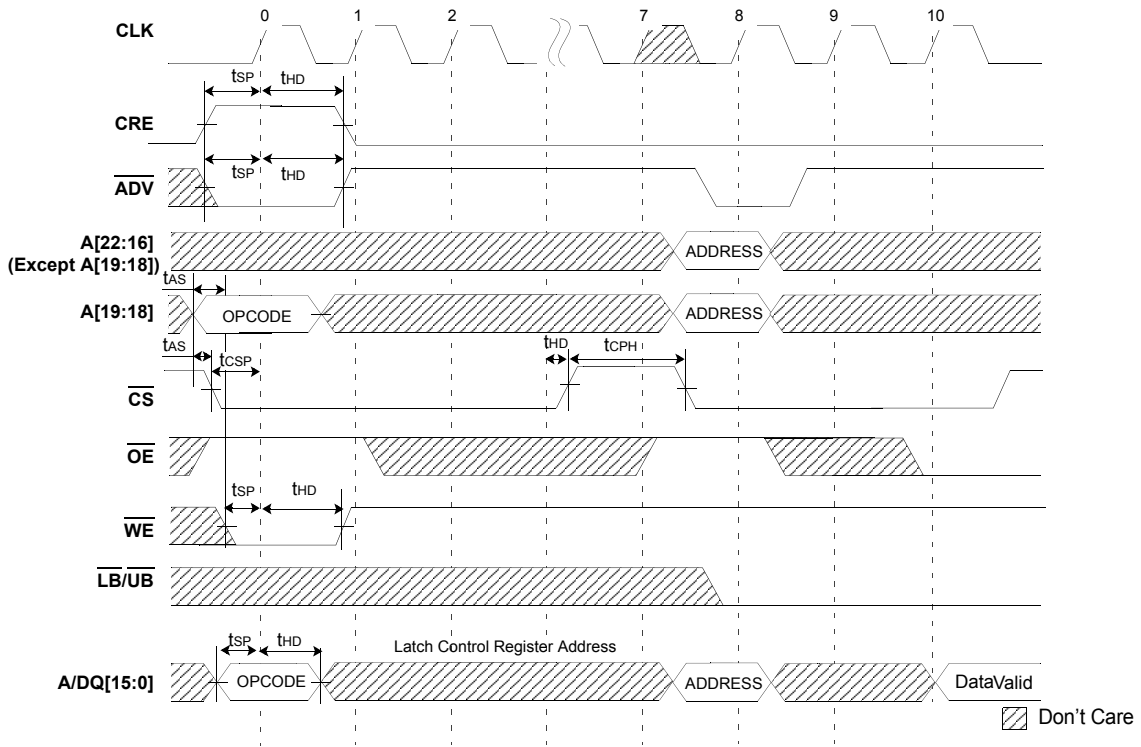 0 1 2 7 8 9 10
CLK
tSP tHD
CRE
tSP tHD
ADV
A[22:16]
(Except A[19:18])
ADDRESS
tAS
A[19:18]
OPCODE
ADDRESS
tAS
tCSP
tHD
tCPH
CS
OE
tSP
tHD
WE
LB/UB
tSP tHD
Latch Control Register Address
A/DQ[15:0]
OPCODE
ADDRESS
DataValid
Don't Care